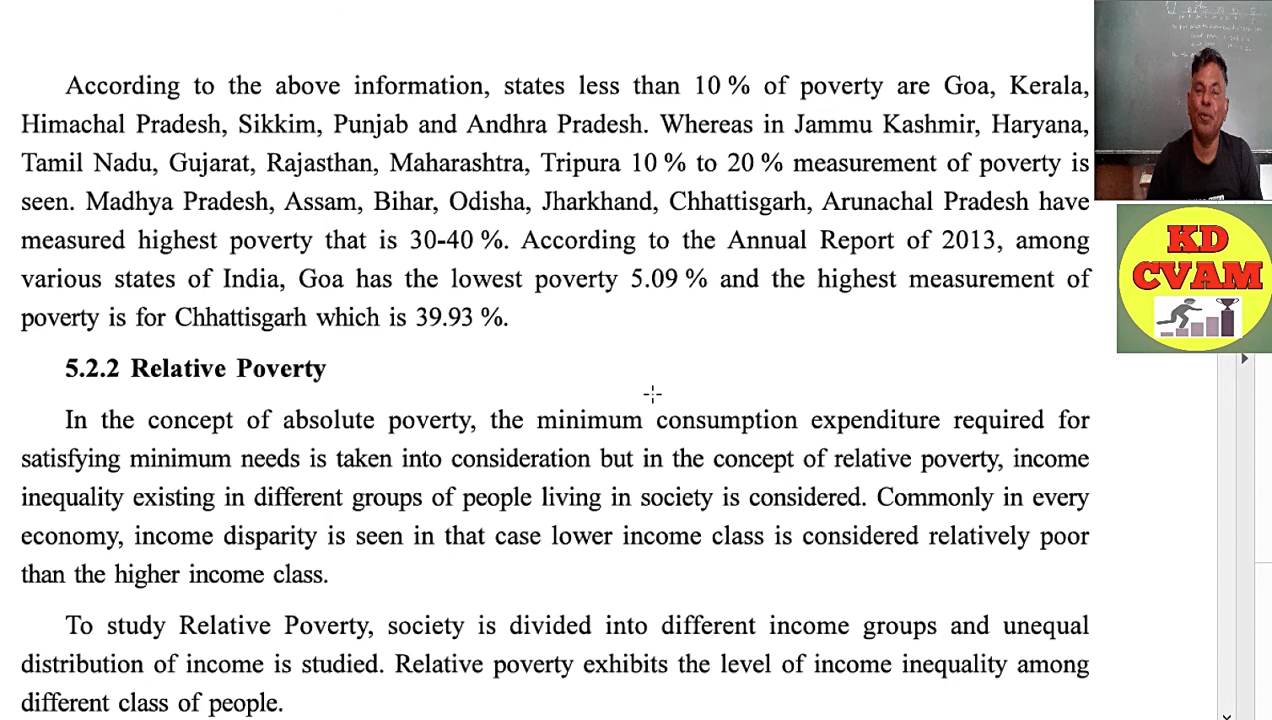 According to the above information, states less than 10 % of poverty are Goa, Kerala,
Himachal Pradesh, Sikkim, Punjab and Andhra Pradesh. Whereas in Jammu Kashmir, Haryana,
Tamil Nadu, Gujarat, Rajasthan, Maharashtra, Tripura 10 % to 20 % measurement of poverty is
seen. Madhya Pradesh, Assam, Bihar, Odisha, Jharkhand, Chhattisgarh, Arunachal Pradesh have
measured highest poverty that is 30-40 %. According to the Annual Report of 2013, among
various states of India, Goa has the lowest poverty 5.09 % and the highest measurement of
poverty is for Chhattisgarh which is 39.93 %.
5.2.2 Relative Poverty
In the concept of absolute poverty, the minimum consumption expenditure required for
satisfying minimum needs is taken into consideration but in the concept of relative poverty, income
inequality existing in different groups of people living in society is considered. Commonly in every
economy, income disparity is seen in that case lower income class is considered relatively poor
than the higher income class.
To study Relative Poverty, society is divided into different income groups and unequal
distribution of income is studied. Relative poverty exhibits the level of income inequality among
different class of people.
KD
CVAM